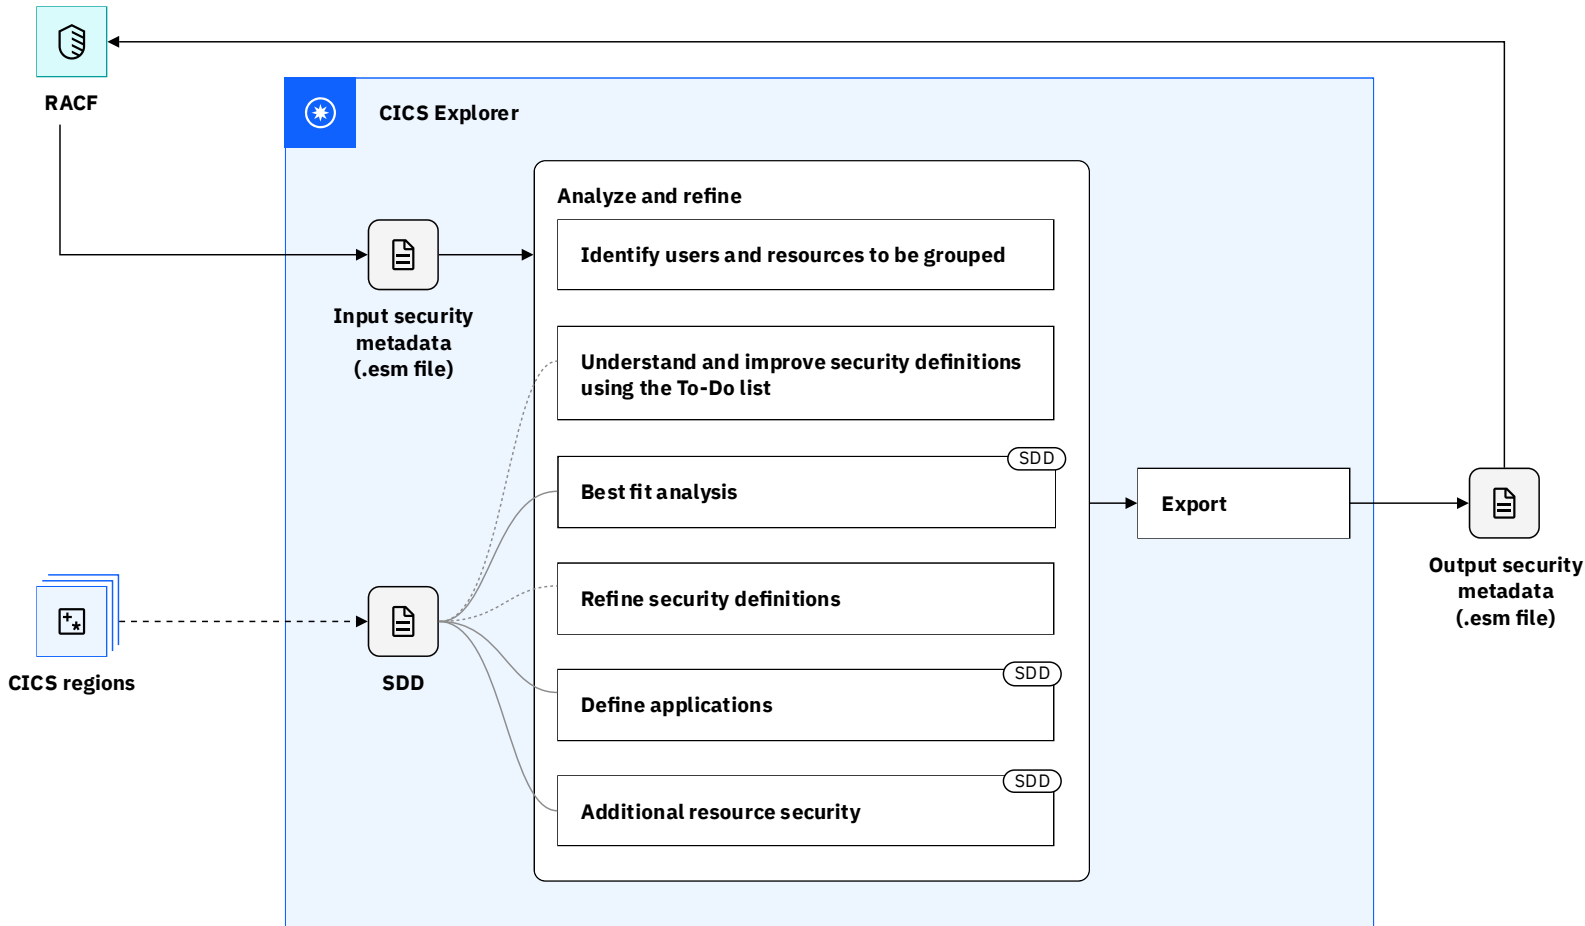 RACF
CICS Explorer
Analyze and refine
Identify users and resources to be grouped
Input security
metadata
(.esm file)
Understand and improve security definitions
using the To-Do list
SDD
Best fit analysis
Export
Output security
metadata
(.esm file)
Refine security definitions
CICS regions
SDD
SDD
Define applications
SDD
Additional resource security